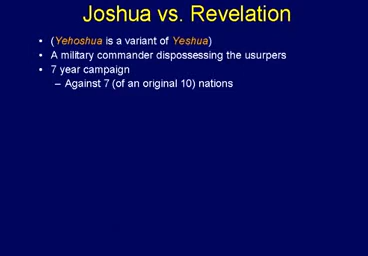 Joshua vs. Revelation
• (Yehoshua is a variant of Yeshua)
• A military commander dispossessing the usurpers
• 7 year campaign
– Against 7 (of an original 10) nations